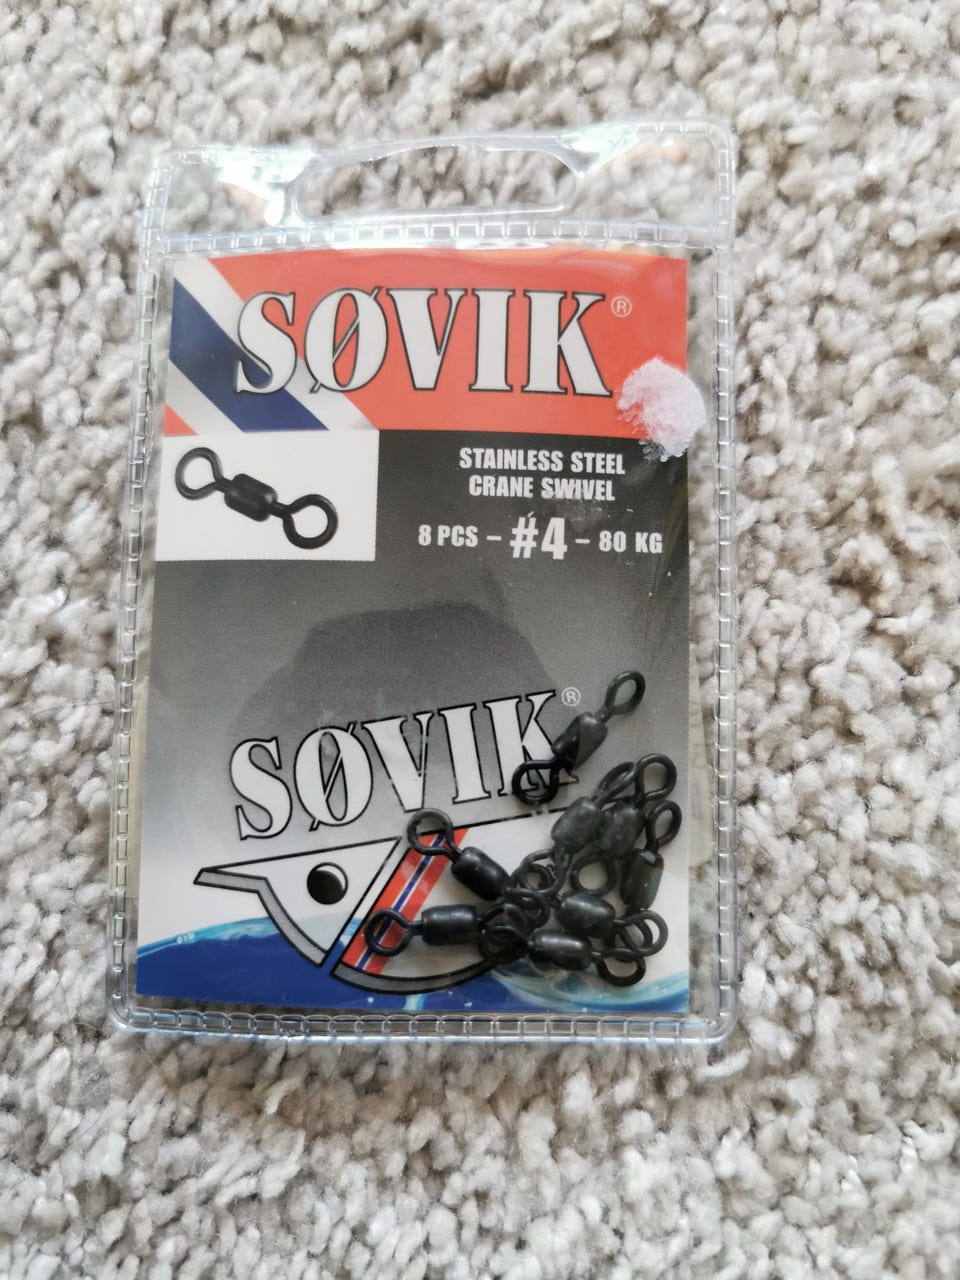 SØVIK®
STAINLESS STEEL
CRANE SWIVEL
8 PCS – #4 – 80 KG
SØVIK®